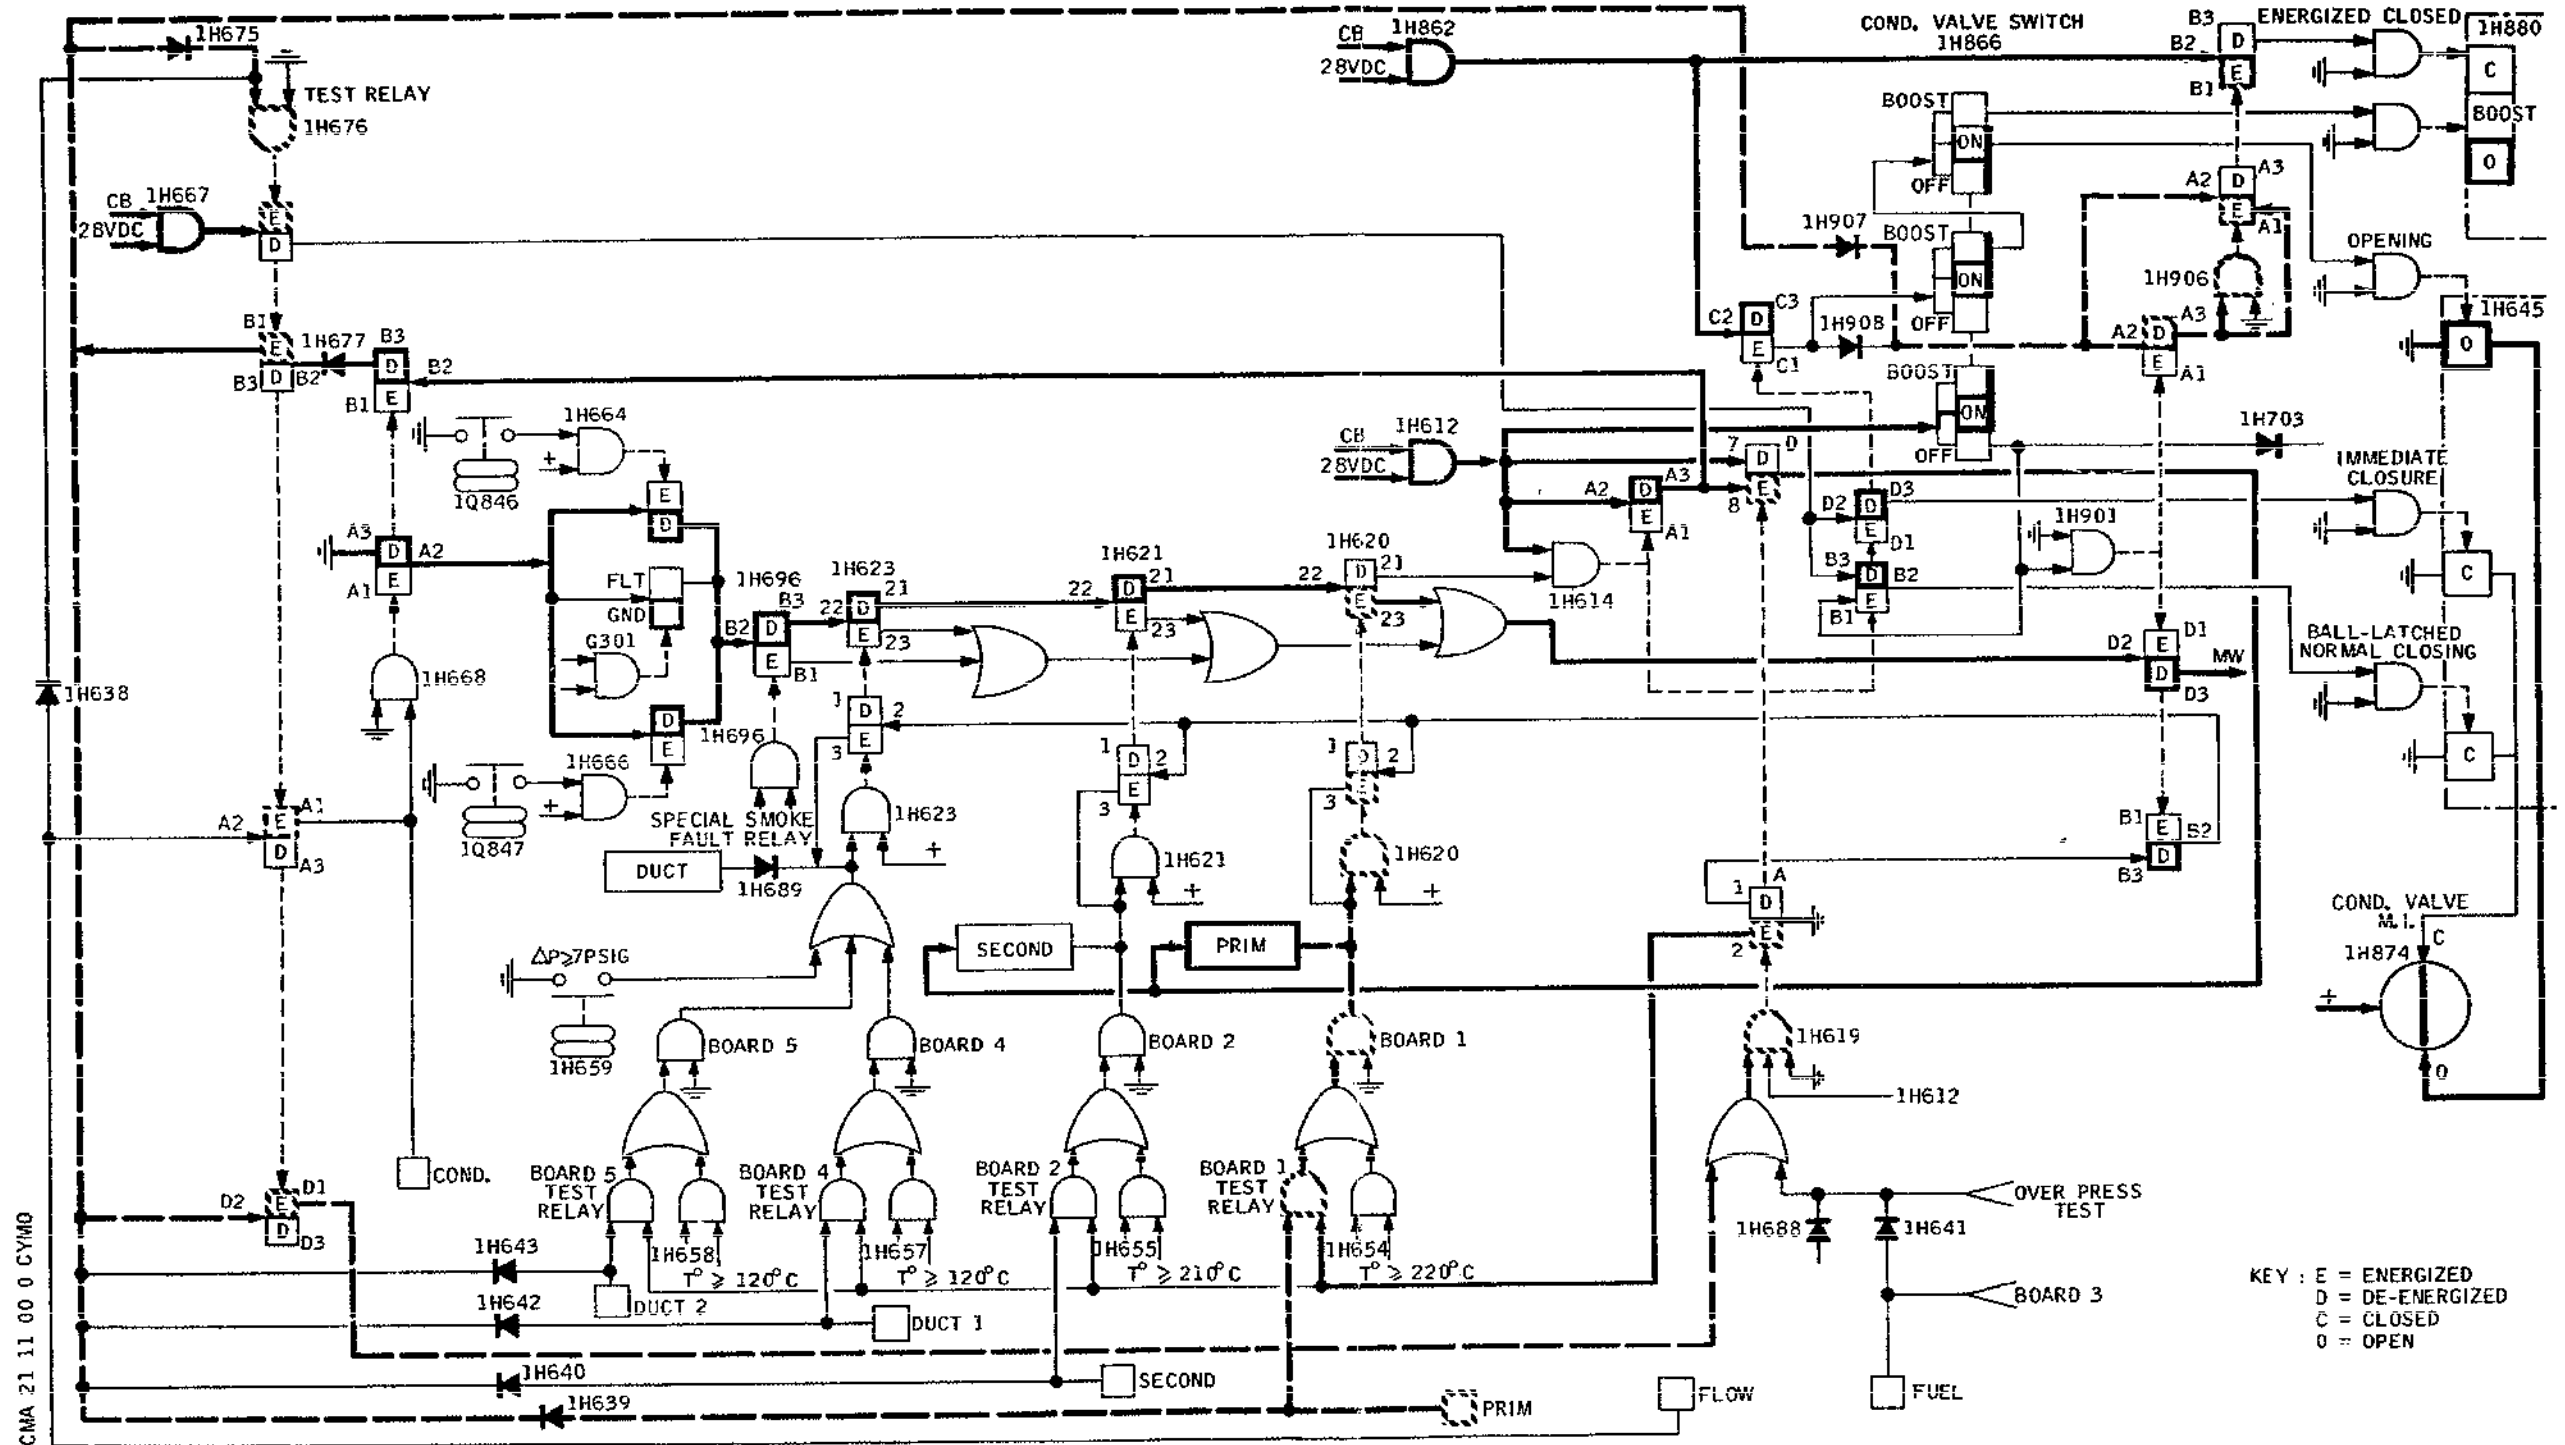 1H675
TEST RELAY
1H676
CB 1H667
28VDC
E
D
B1
E
D
B3
B2
1H677
B3
D
B2
E
B1
1H664
+
1Q846
E
D
A3
D
A2
E
A1
FLT
GND
G301
1H668
1H638
D
E
1H666
+
1Q847
1H696
B3
B2
D
E
B1
1H696
SPECIAL SMOKE
FAULT RELAY
1H623
21
22
D
E
23
1
D
2
E
3
1H623
+
DUCT
1H689
1H621
22
21
D
E
23
1
D
2
E
3
1H621
+
1H620
22
21
D
E
23
1
D
2
3
1H620
+
A2
A1
E
D
A3
ΔP≥7PSIG
1H659
SECOND
PRIM
BOARD 5
BOARD 4
BOARD 2
BOARD 1
BOARD 5
TEST
RELAY
BOARD 4
TEST
RELAY
BOARD 2
TEST
RELAY
BOARD 1
TEST
RELAY
1H658
1H657
1H655
1H654
T° ≥ 120°C
T° ≥ 120°C
T° ≥ 210°C
T° ≥ 220°C
COND.
D2
D1
E
D
D3
1H643
DUCT 2
1H642
DUCT 1
1H640
SECOND
1H639
PRIM
FLOW
FUEL
CB
1H862
28VDC
COND. VALVE SWITCH
1H866
B3
ENERGIZED CLOSED
B2
D
E
B1
1H880
C
BOOST
O
BOOST
ON
OFF
1H907
BOOST
ON
OFF
C2
D
C3
E
C1
1H908
BOOST
ON
OFF
A2
D
A3
E
A1
1H906
OPENING
1H645
O
A2
D
A3
E
A1
1H703
CB
1H612
28VDC
7
D
D
E
8
A2
D
A3
E
A1
1H614
D2
D
D3
E
D1
B3
D
B2
E
B1
1H901
IMMEDIATE
CLOSURE
C
BALL-LATCHED
NORMAL CLOSING
C
D2
E
D1
D
D3
MW
B1
E
B2
D
B3
1
A
D
E
2
1H619
1H612
COND. VALVE
M.I.
C
1H874
+
O
OVER PRESS
TEST
1H688
1H641
BOARD 3
KEY : E = ENERGIZED
D = DE-ENERGIZED
C = CLOSED
O = OPEN
CMA 21 11 00 0 CYM0